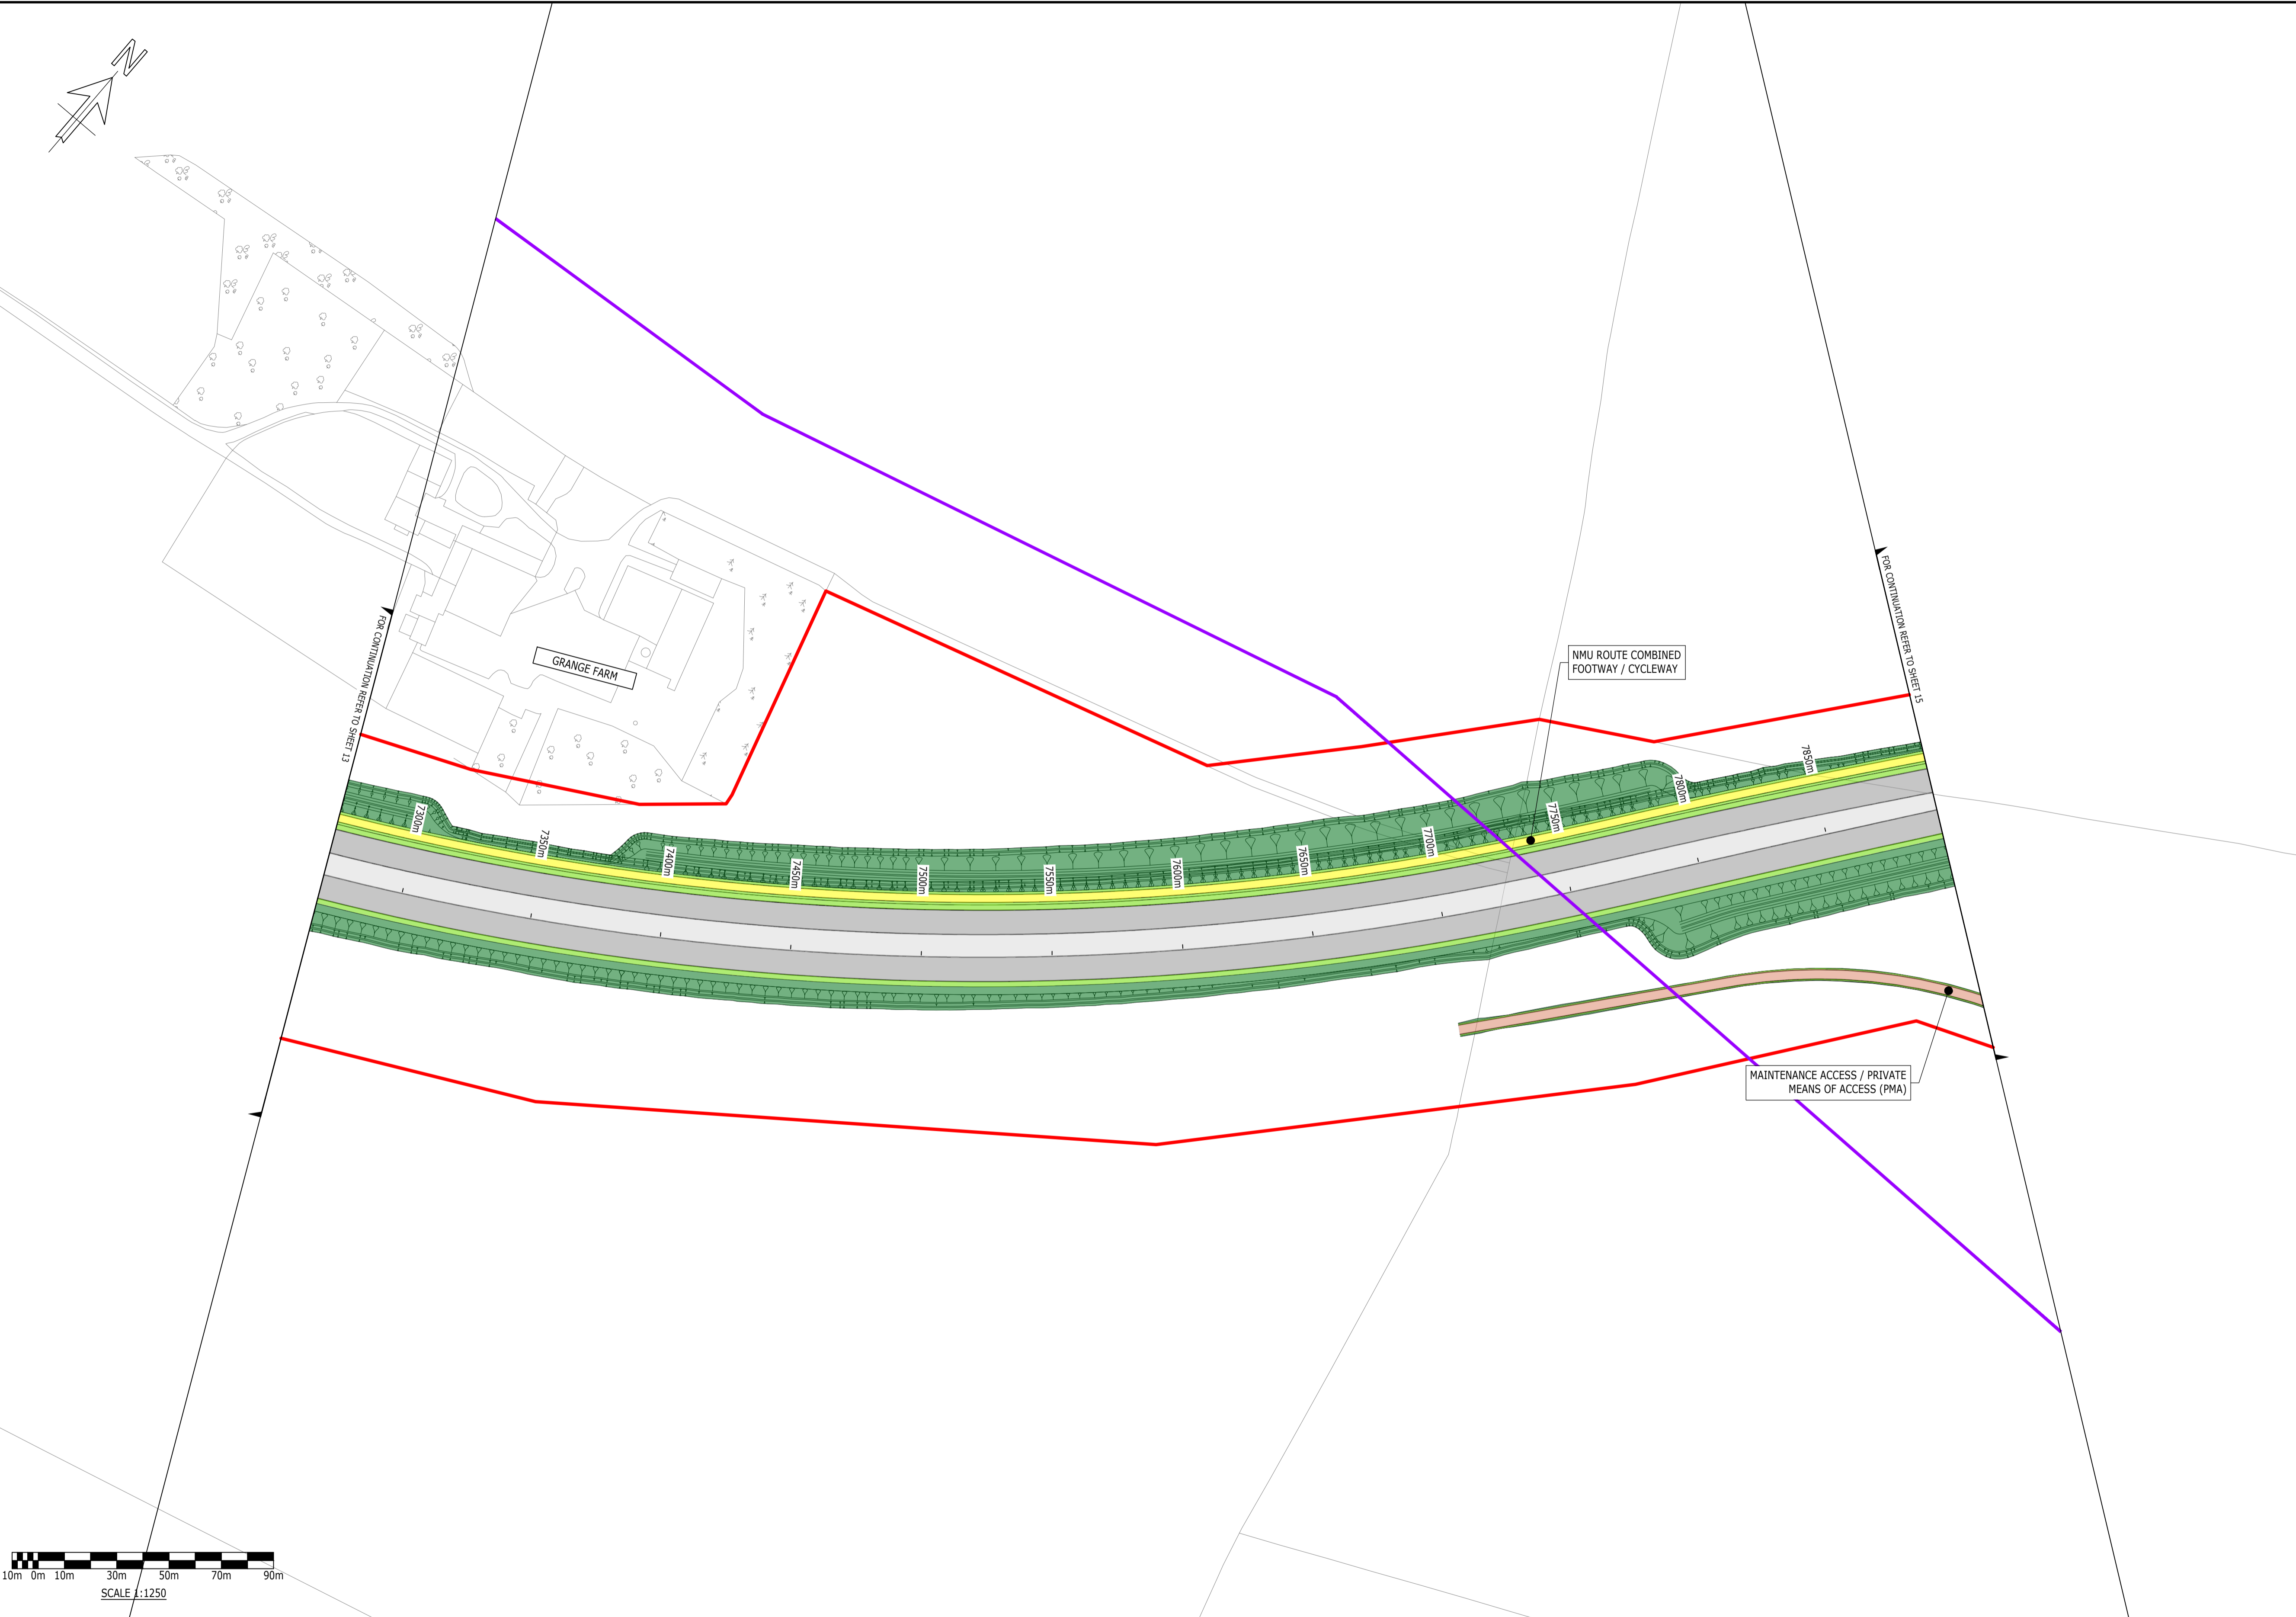 N
FOR CONTINUATION REFER TO SHEET 13
GRANGE FARM
NMU ROUTE COMBINED
FOOTWAY / CYCLEWAY
FOR CONTINUATION REFER TO SHEET 15
7300m
7350m
7400m
7450m
7500m
7550m
7600m
7650m
7700m
7750m
7800m
7850m
MAINTENANCE ACCESS / PRIVATE
MEANS OF ACCESS (PMA)
10m 0m 10m 30m 50m 70m 90m
SCALE 1:1250